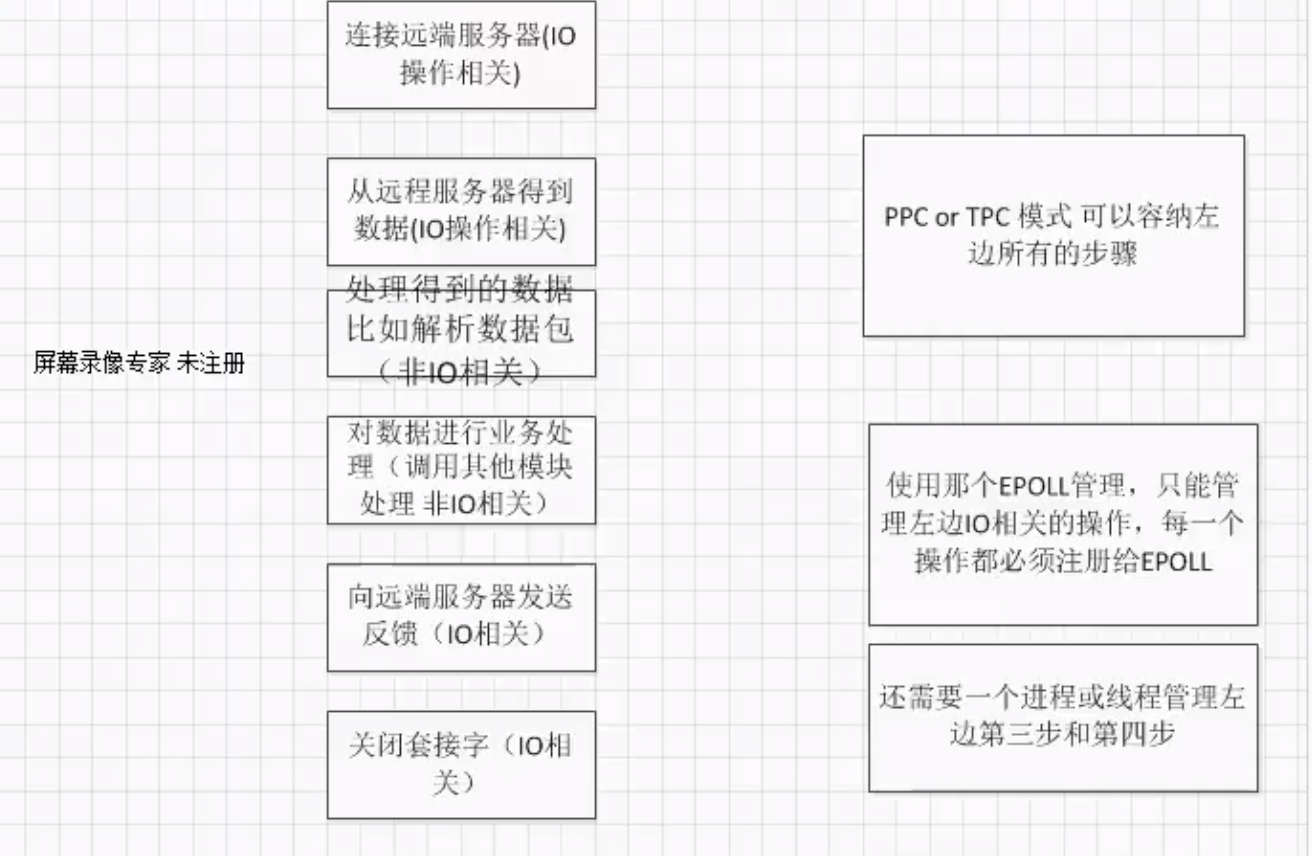 连接远端服务器(IO
操作相关)
从远程服务器得到
数据(IO操作相关)
处理得到的数据
比如解析数据包
（非IO相关）
屏幕录像专家 未注册
对数据进行业务处
理（调用其他模块
处理 非IO相关）
向远端服务器发送
反馈（IO相关）
关闭套接字（IO相
关）
PPC or TPC 模式 可以容纳左
边所有的步骤
使用那个EPOLL管理，只能管
理左边IO相关的操作，每一个
操作都必须注册给EPOLL
还需要一个进程或线程管理左
边第三步和第四步